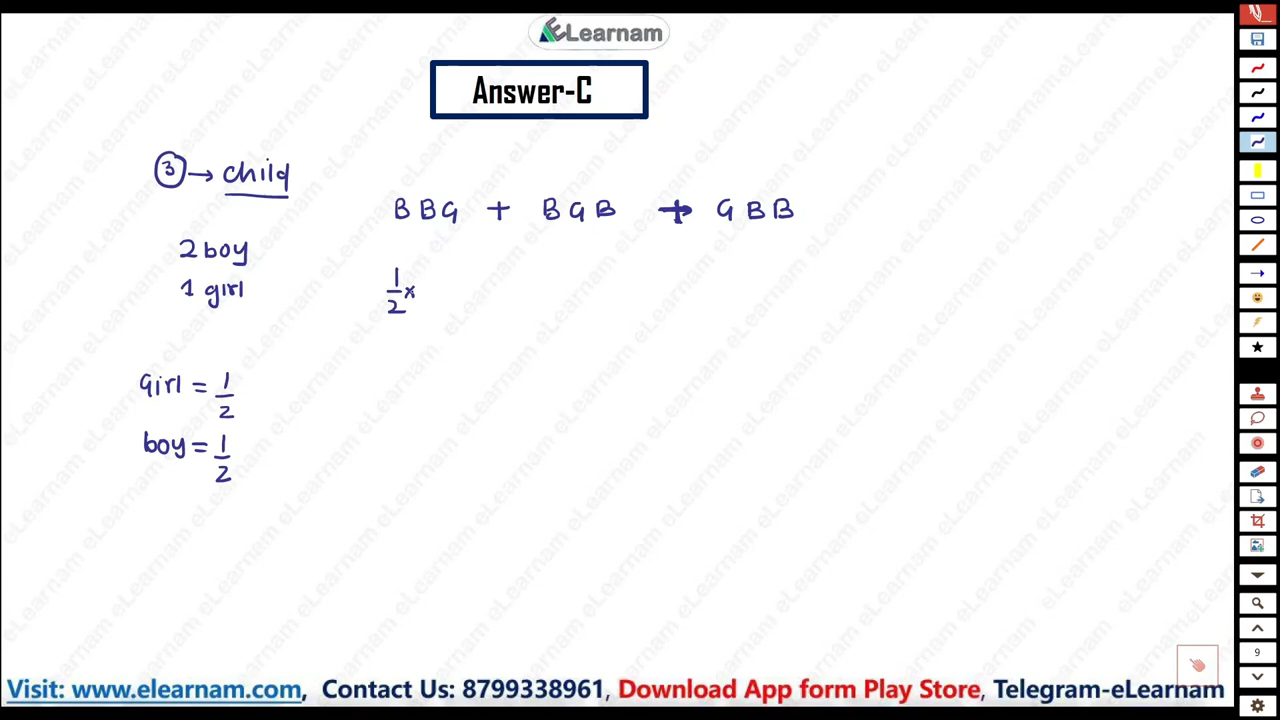 eLearnam
Answer-C
3 → child
BBG + BGB + GBB
2 boy
1 girl
1/2 ×
Girl = 1/2
boy = 1/2
9
Visit: www.elearnam.com, Contact Us: 8799338961, Download App form Play Store, Telegram-eLearnam